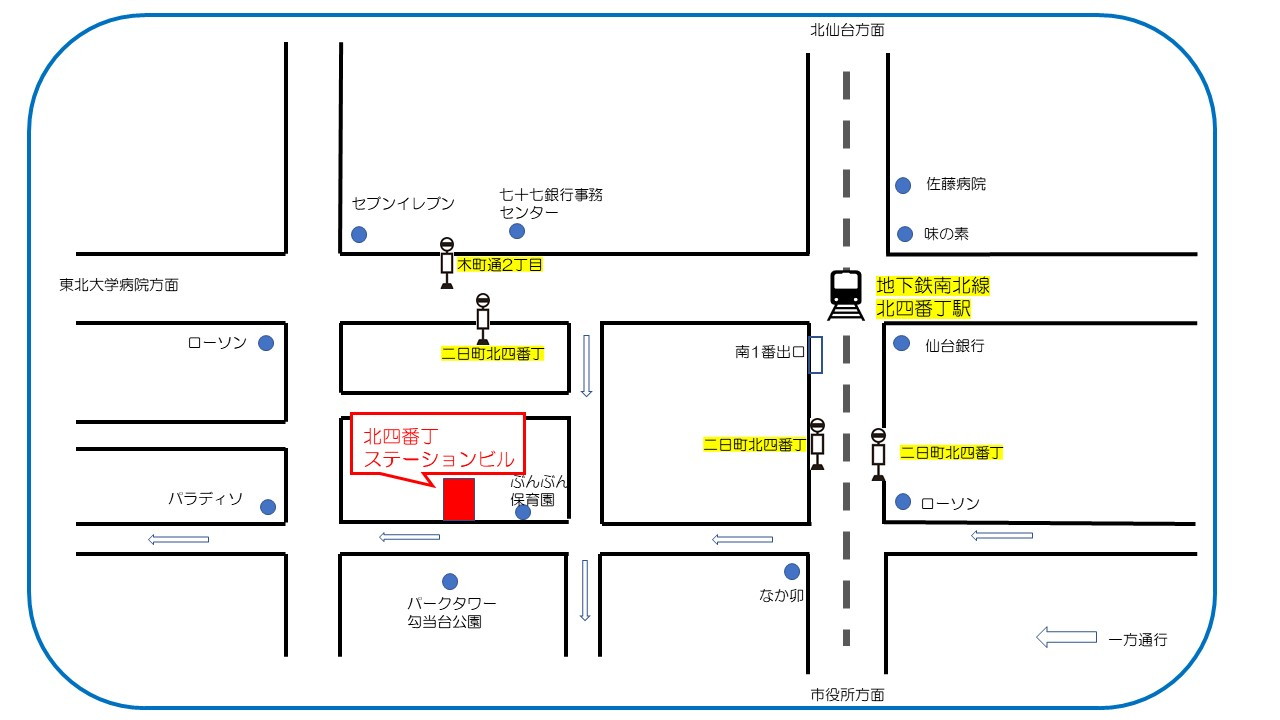 北仙台方面
佐藤病院
七十七銀行事務
センター
セブンイレブン
味の素
木町通2丁目
東北大学病院方面
地下鉄南北線
北四番丁駅
ローソン
二日町北四番丁
南1番出口
仙台銀行
北四番丁
ステーションビル
二日町北四番丁
二日町北四番丁
ぶんぶん
保育園
パラディソ
ローソン
パークタワー
勾当台公園
なか卯
一方通行
市役所方面